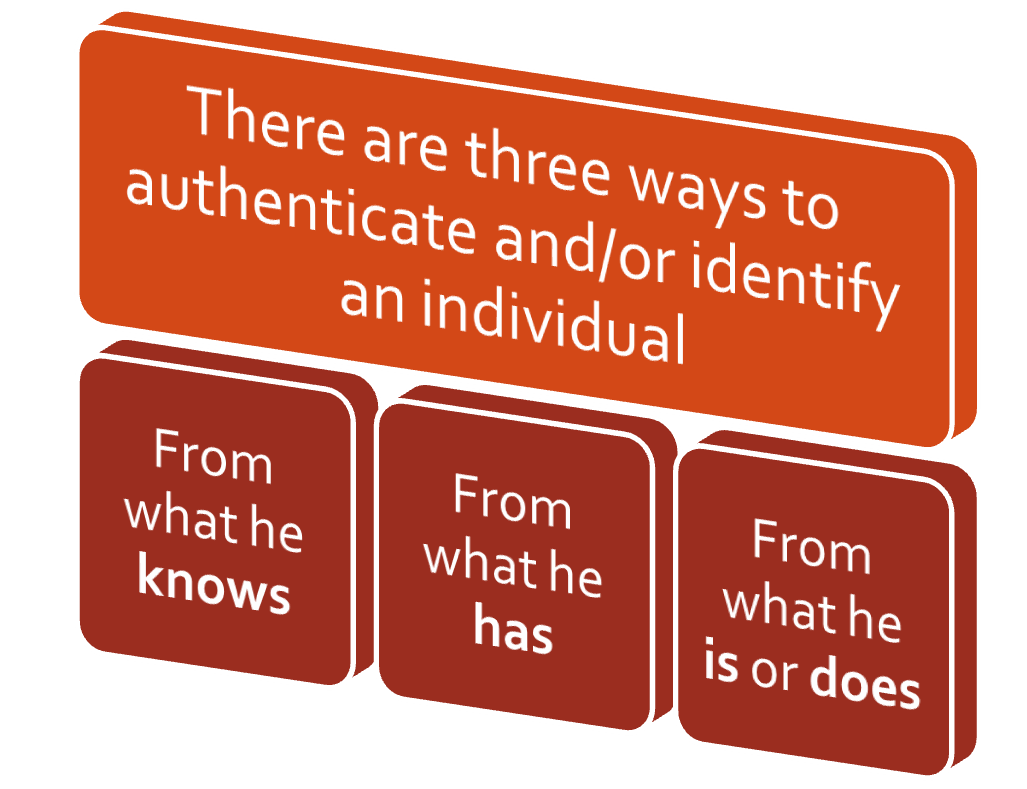 There are three ways to
authenticate and/or identify
an individual
From
what he
knows
From
what he
has
From
what he
is or does